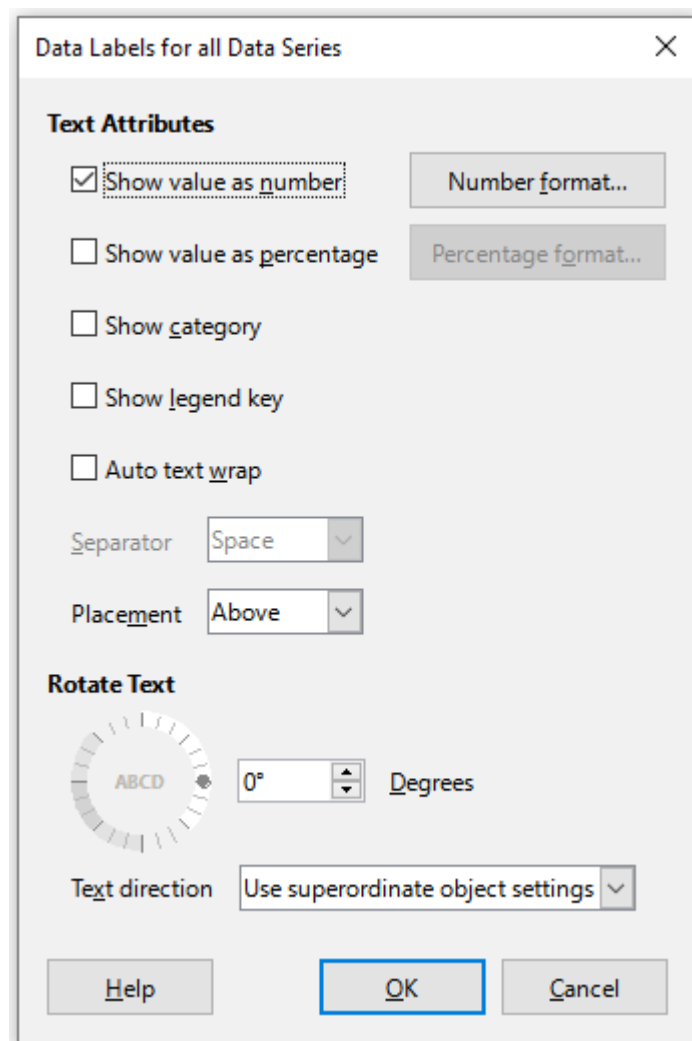 Data Labels for all Data Series
Text Attributes
Show value as number
Number format...
Show value as percentage
Percentage format...
Show category
Show legend key
Auto text wrap
Separator
Space
Placement
Above
Rotate Text
ABCD
0°
Degrees
Text direction
Use superordinate object settings
Help
OK
Cancel